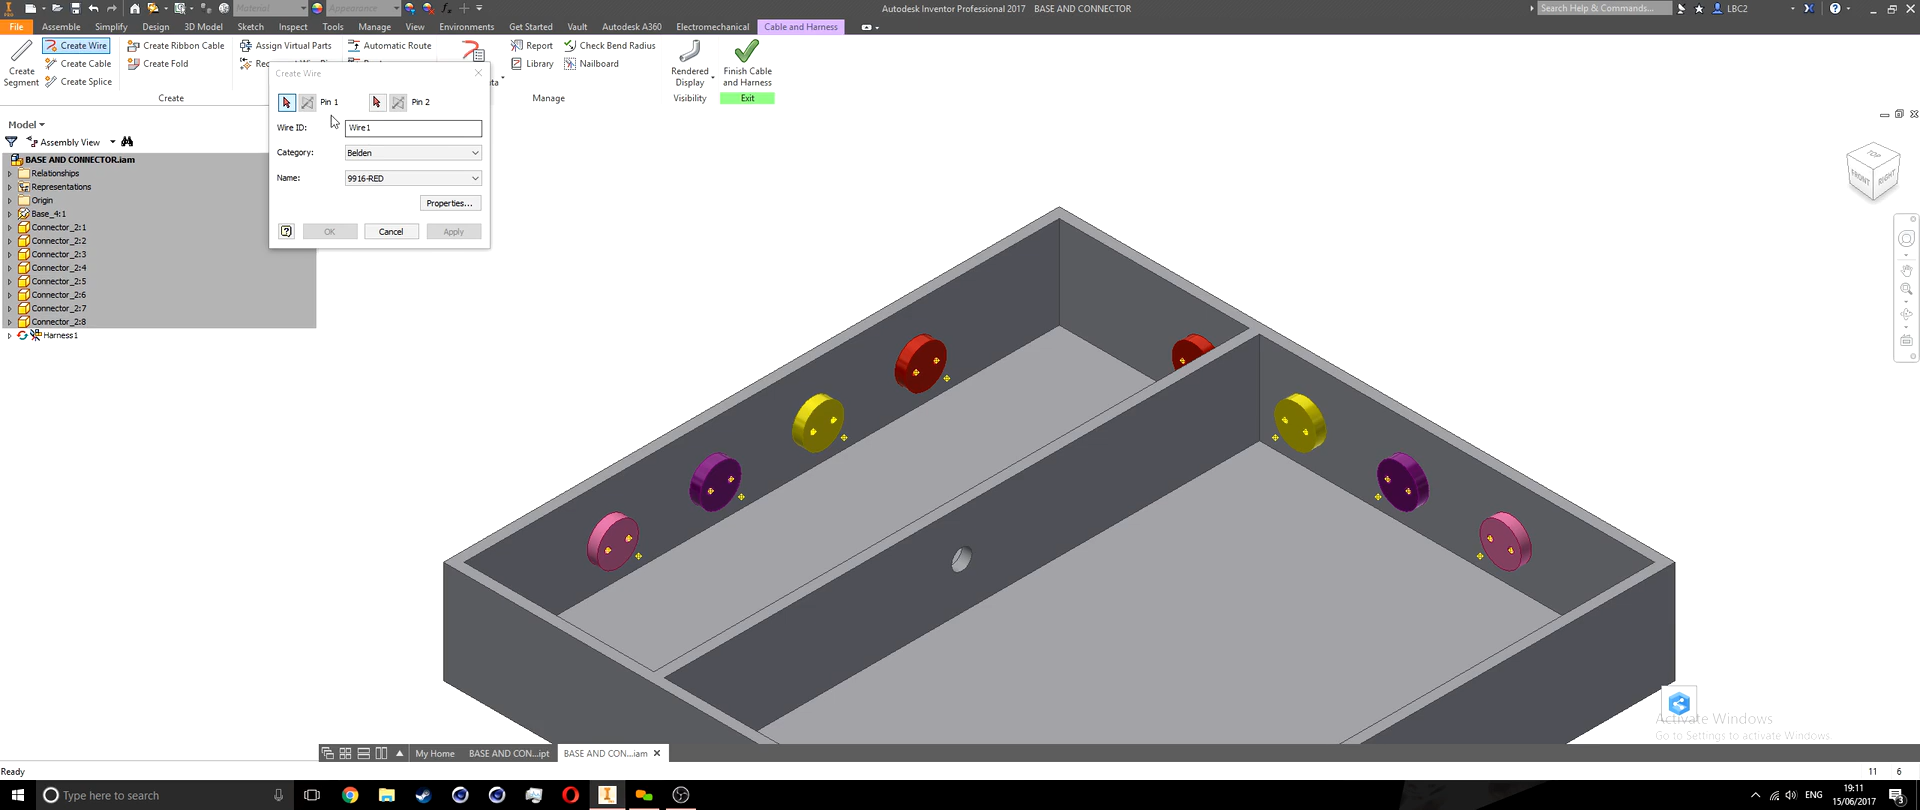 Material
Appearance
Autodesk Inventor Professional 2017   BASE AND CONNECTOR
Search Help & Commands...
LBC2
File
Assembly
Simplify
Design
3D Model
Sketch
Inspect
Tools
Manage
View
Environments
Get Started
Vault
Autodesk A360
Electromechanical
Cable and Harness
Create Segment
Create Wire
Create Cable
Create Splice
Create Ribbon Cable
Create Fold
Assign Virtual Parts
Automatic Route
Report
Library
Check Bend Radius
Nailboard
Rendered Display
Finish Cable and Harness
Create
Manage
Visibility
Exit
Create Wire
Pin 1
Pin 2
Wire ID:
Wire1
Category:
Belden
Name:
9916-RED
Properties...
OK
Cancel
Apply
Model
Assembly View
BASE AND CONNECTOR.iam
Relationships
Representations
Origin
Base_4:1
Connector_2:1
Connector_2:2
Connector_2:3
Connector_2:4
Connector_2:5
Connector_2:6
Connector_2:7
Connector_2:8
Harness1
TOP
FRONT
RIGHT
Activate Windows
Go to Settings to activate Windows.
My Home
BASE AND CON...ipt
BASE AND CON...iam
Ready
11
6
Type here to search
ENG
19:11
15/06/2017
3